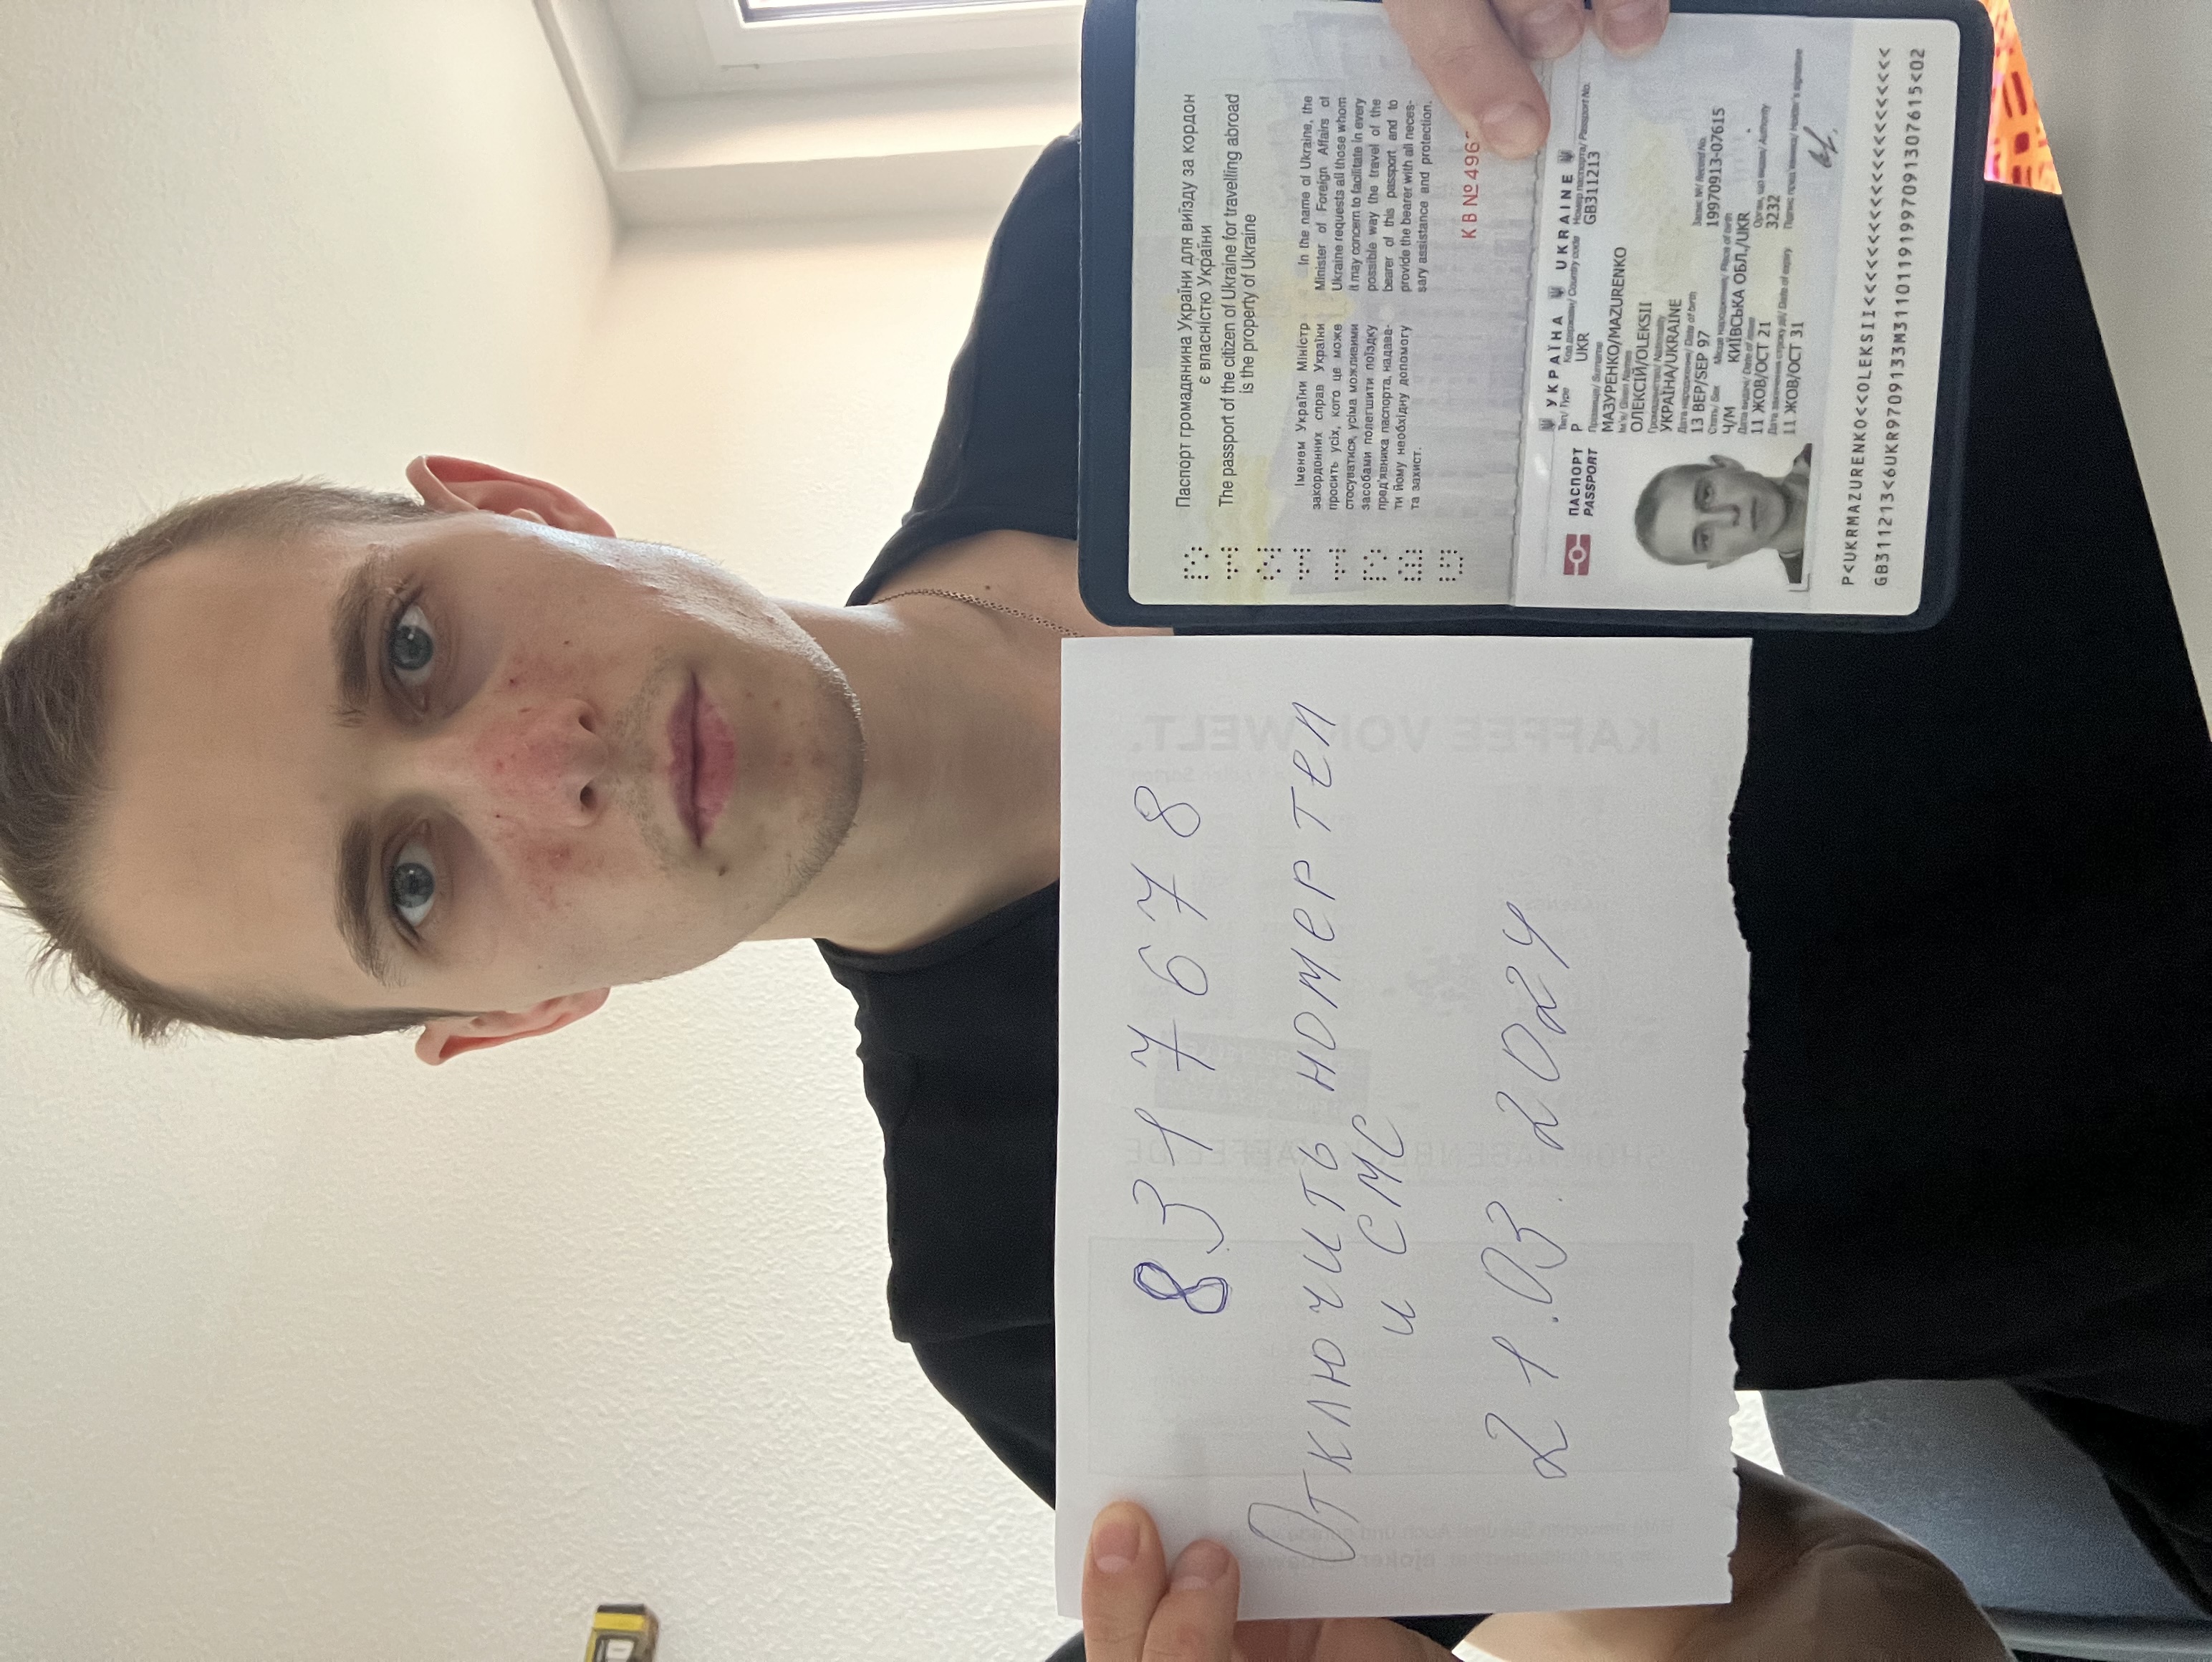 8317678
Отключить номер тел
и СМС
21.03.2024
Паспорт громадянина України для виїзду за кордон
є власністю України
The passport of the citizen of Ukraine for travelling abroad
is the property of Ukraine
Іменем України Міністр
закордонних справ України
просить усіх, кого це може
стосуватися, усіма можливими
засобами полегшити поїздку
пред'явника паспорта, надава-
ти йому необхідну допомогу
та захист.
In the name of Ukraine, the
Minister of Foreign Affairs of
Ukraine requests all those whom
it may concern to facilitate in every
possible way the travel of the
bearer of this passport and to
provide the bearer with all neces-
sary assistance and protection.
КВ №
УКРАЇНА UKRAINE
ПАСПОРТ
PASSPORT
Тип/ Type Код держави/ Country code Номер паспорта/ Passport No.
P UKR GB311213
Прізвище/ Surname
МАЗУРЕНКО/MAZURENKO
Ім'я/ Given Names
ОЛЕКСІЙ/OLEKSII
Громадянство/ Nationality
УКРАЇНА/UKRAINE
Дата народження/ Date of birth Запис №/ Record No.
13 ВЕР/SEP 97 19970913-07615
Стать/ Sex Місце народження/ Place of birth
Ч/M КИЇВСЬКА ОБЛ./UKR
Дата видачі/ Date of issue Орган, що видав/ Authority
11 ЖОВ/OCT 21 3232
Дата закінчення строку дії/ Date of expiry Підпис пред'явника/ Holder's signature
11 ЖОВ/OCT 31
P<UKRMAZURENKO<<OLEKSII<<<<<<<<<<<<<<<<<<<<<
GB311213<6UKR9709133M31101191997091307615<02